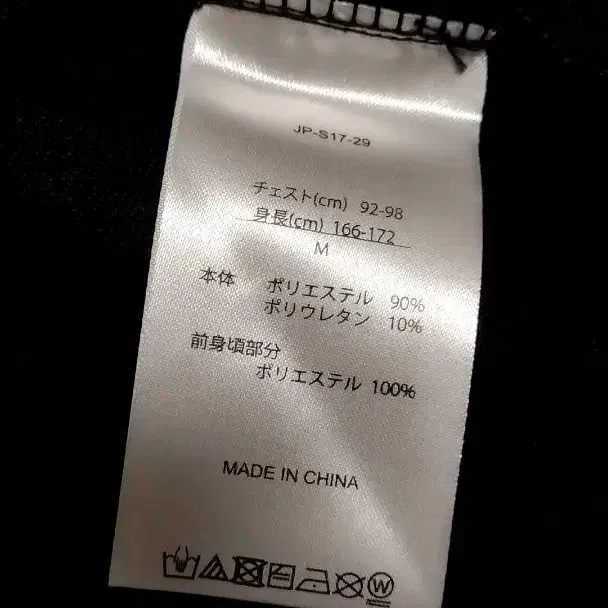 JP-S17-29
チェスト(cm) 92-98
身長(cm) 166-172
M
本体 ポリエステル 90%
ポリウレタン 10%
前身頃部分
ポリエステル 100%
MADE IN CHINA
W